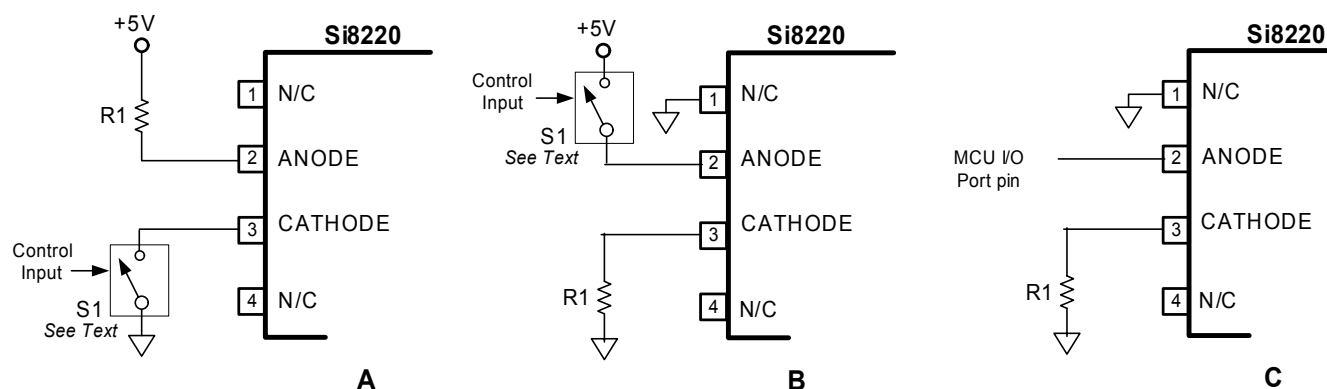 +5V
Si8220
1 N/C
R1
2 ANODE
3 CATHODE
Control
Input
S1
See Text
4 N/C
A
+5V
Si8220
Control
Input
1 N/C
S1
See Text
2 ANODE
3 CATHODE
R1
4 N/C
B
Si8220
1 N/C
MCU I/O
Port pin
2 ANODE
3 CATHODE
R1
4 N/C
C